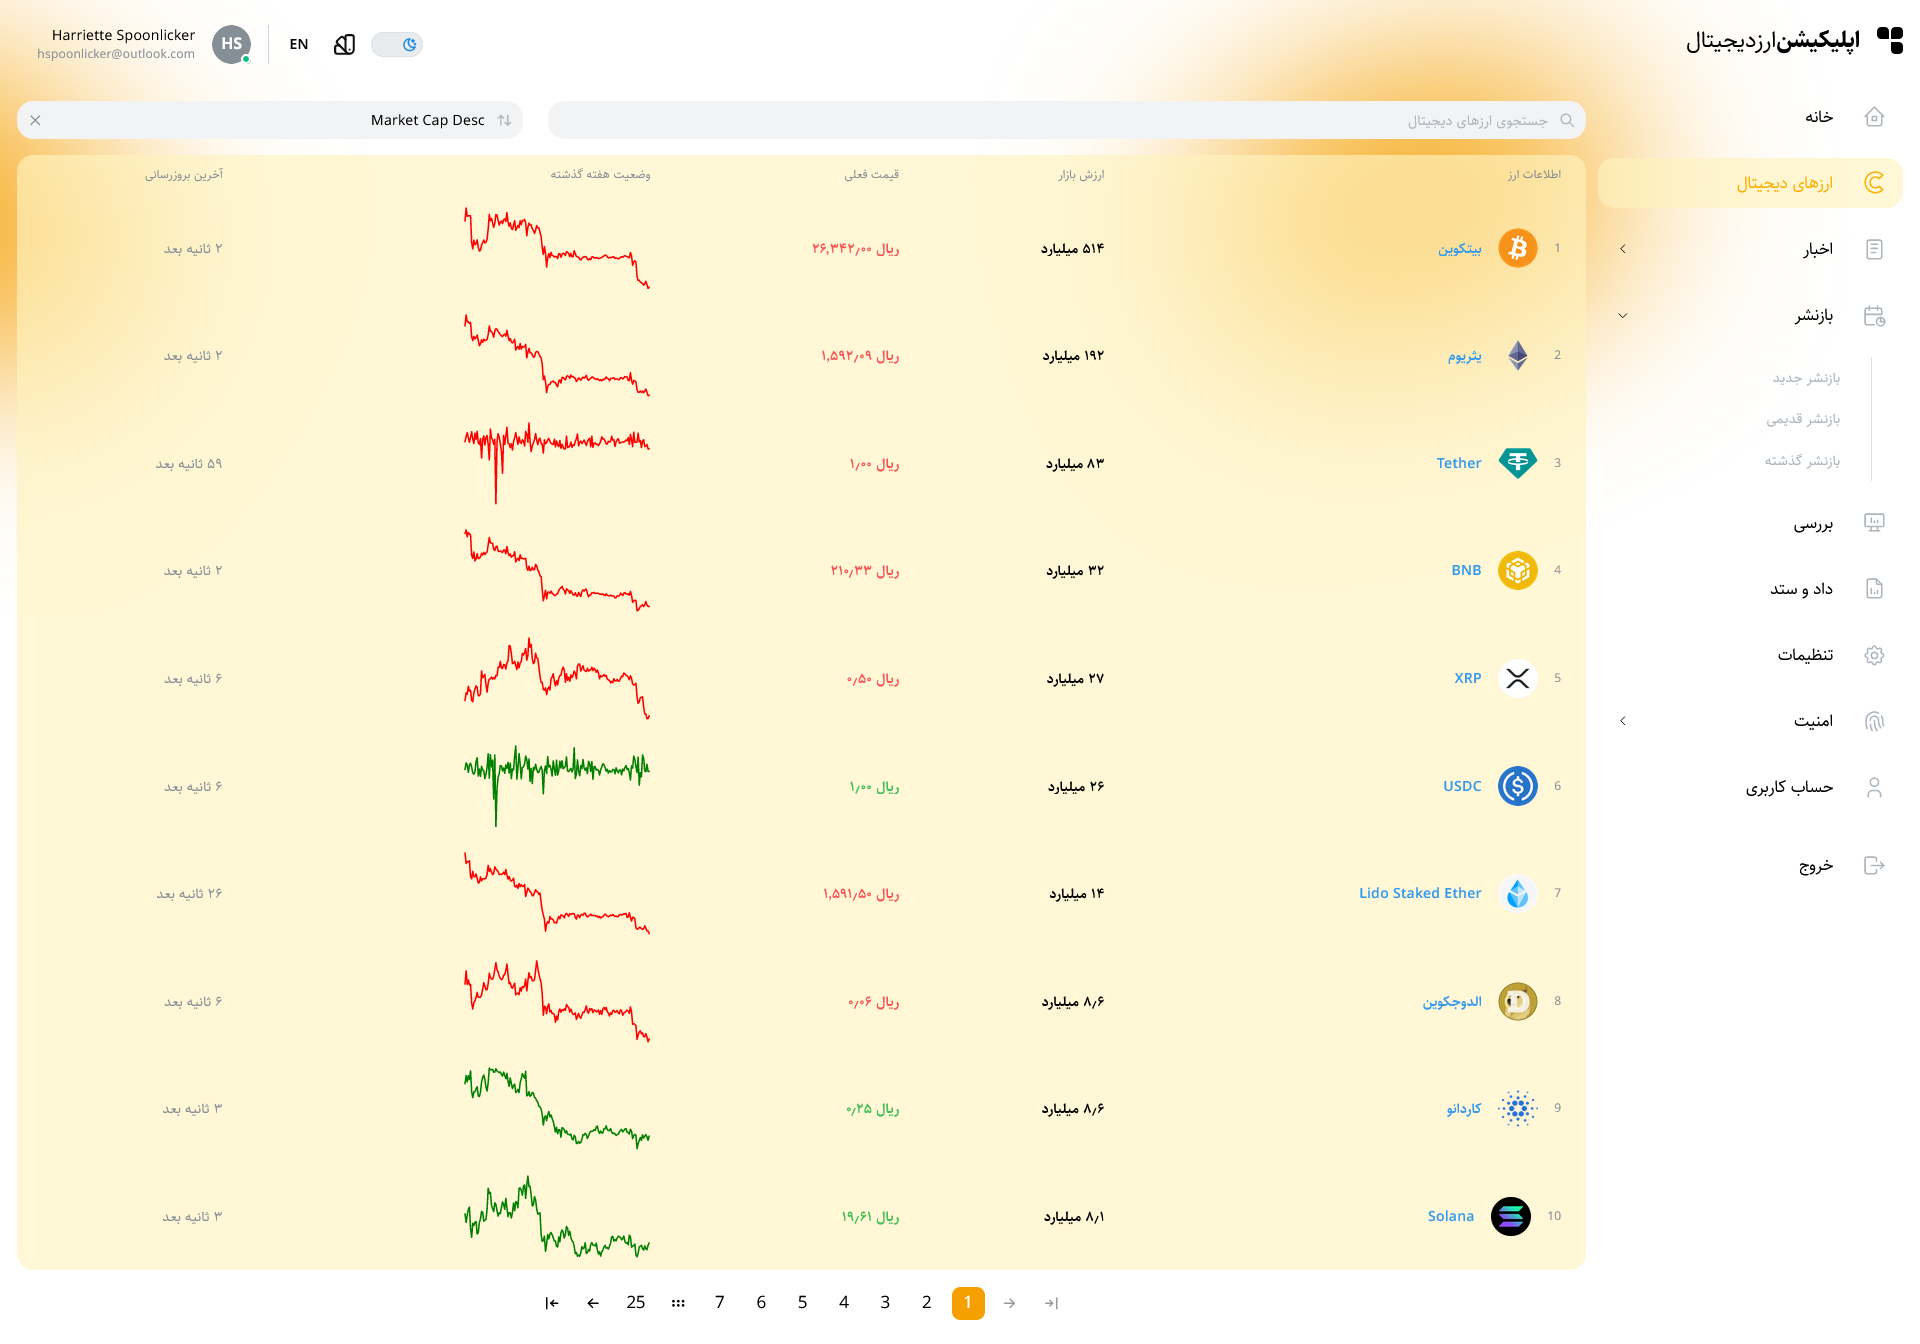 اپلیکیشن‌ارزدیجیتال
EN
HS
Harriette Spoonlicker
hspoonlicker@outlook.com
خانه
ارزهای دیجیتال
اخبار
بازنشر
بازنشر جدید
بازنشر قدیمی
بازنشر گذشته
بررسی
داد و ستد
تنظیمات
امنیت
حساب کاربری
خروج
جستجوی ارزهای دیجیتال
Market Cap Desc
اطلاعات ارز ارزش بازار قیمت فعلی وضعیت هفته گذشته آخرین بروزرسانی
1 بیتکوین ۵۱۴ میلیارد ریال ۲۶,۳۴۲٫۰۰ ۲ ثانیه بعد
2 یثریوم ۱۹۲ میلیارد ریال ۱,۵۹۲٫۰۹ ۲ ثانیه بعد
3 Tether ۸۳ میلیارد ریال ۱٫۰۰ ۵۹ ثانیه بعد
4 BNB ۳۲ میلیارد ریال ۲۱۰٫۳۳ ۲ ثانیه بعد
5 XRP ۲۷ میلیارد ریال ۰٫۵۰ ۶ ثانیه بعد
6 USDC ۲۶ میلیارد ریال ۱٫۰۰ ۶ ثانیه بعد
7 Lido Staked Ether ۱۴ میلیارد ریال ۱,۵۹۱٫۵۰ ۲۶ ثانیه بعد
8 الدوجکوین ۸٫۶ میلیارد ریال ۰٫۰۶ ۶ ثانیه بعد
9 کاردانو ۸٫۶ میلیارد ریال ۰٫۲۵ ۳ ثانیه بعد
10 Solana ۸٫۱ میلیارد ریال ۱۹٫۶۱ ۳ ثانیه بعد
1 2 3 4 5 6 7 25